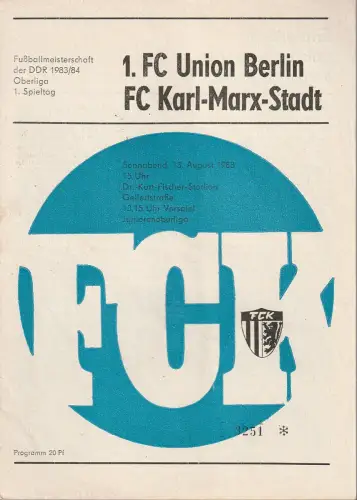 Fußballmeisterschaft
der DDR 1983/84
Oberliga
1. Spieltag
1. FC Union Berlin
FC Karl-Marx-Stadt
Sonnabend, 13. August 1983
15 Uhr
Dr.-Kurt-Fischer-Stadion
Gellertstraße
13.15 Uhr Vorspiel
Juniorenoberliga
FCK
FCK
3251 *
Programm 20 Pf